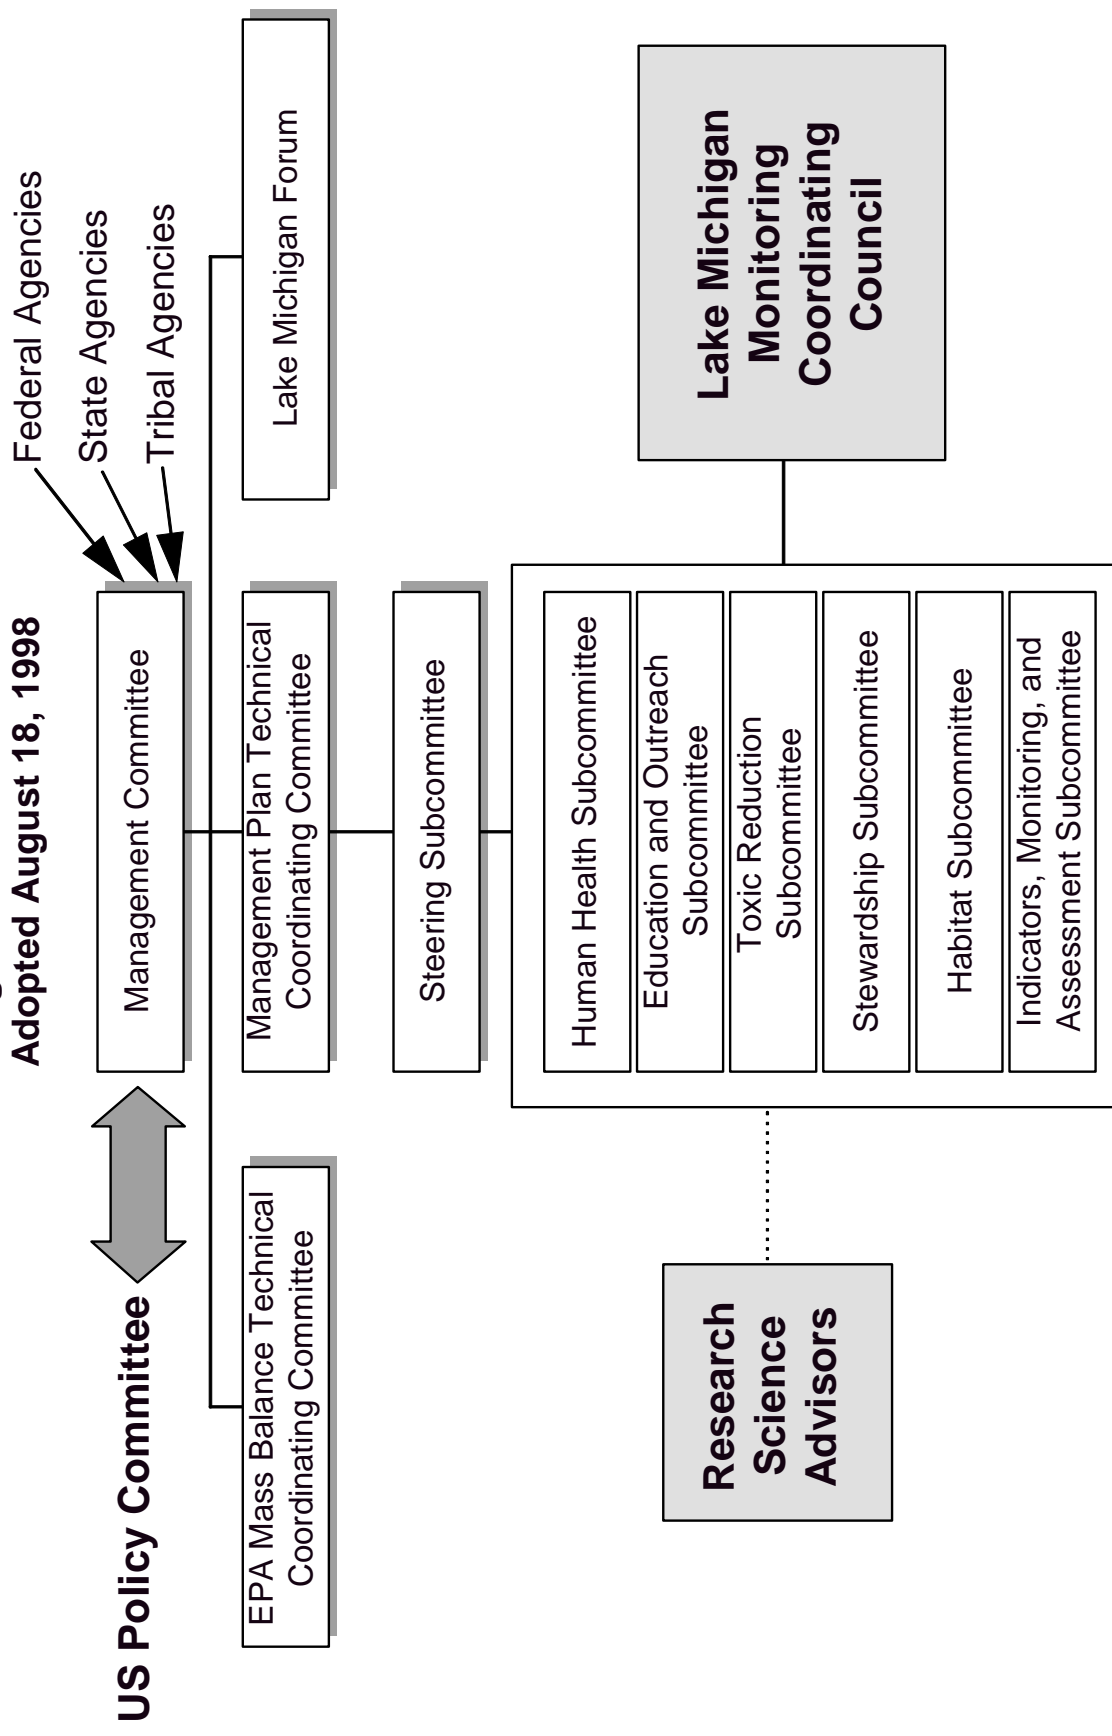 Adopted August 18, 1998
US Policy Committee
Management Committee
Federal Agencies
State Agencies
Tribal Agencies
EPA Mass Balance Technical
Coordinating Committee
Management Plan Technical
Coordinating Committee
Lake Michigan Forum
Steering Subcommittee
Human Health Subcommittee
Education and Outreach
Subcommittee
Toxic Reduction
Subcommittee
Stewardship Subcommittee
Habitat Subcommittee
Indicators, Monitoring, and
Assessment Subcommittee
Research
Science
Advisors
Lake Michigan
Monitoring
Coordinating
Council